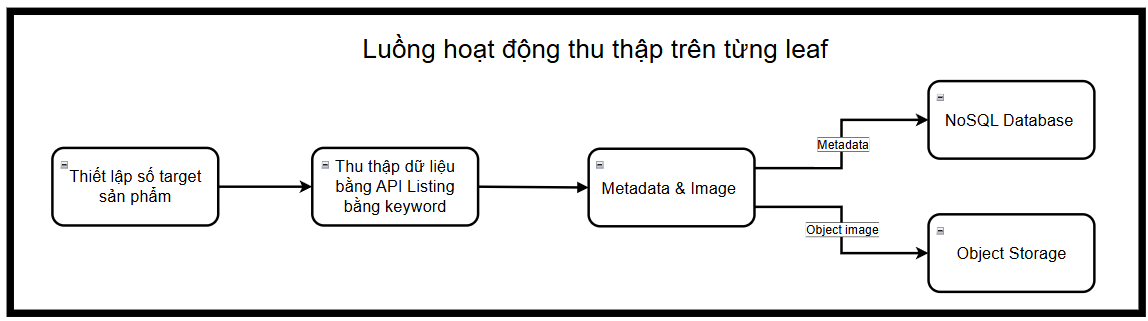 Luồng hoạt động thu thập trên từng leaf
Thiết lập số target
sản phẩm
Thu thập dữ liệu
bằng API Listing
bằng keyword
Metadata & Image
Metadata
Object image
NoSQL Database
Object Storage